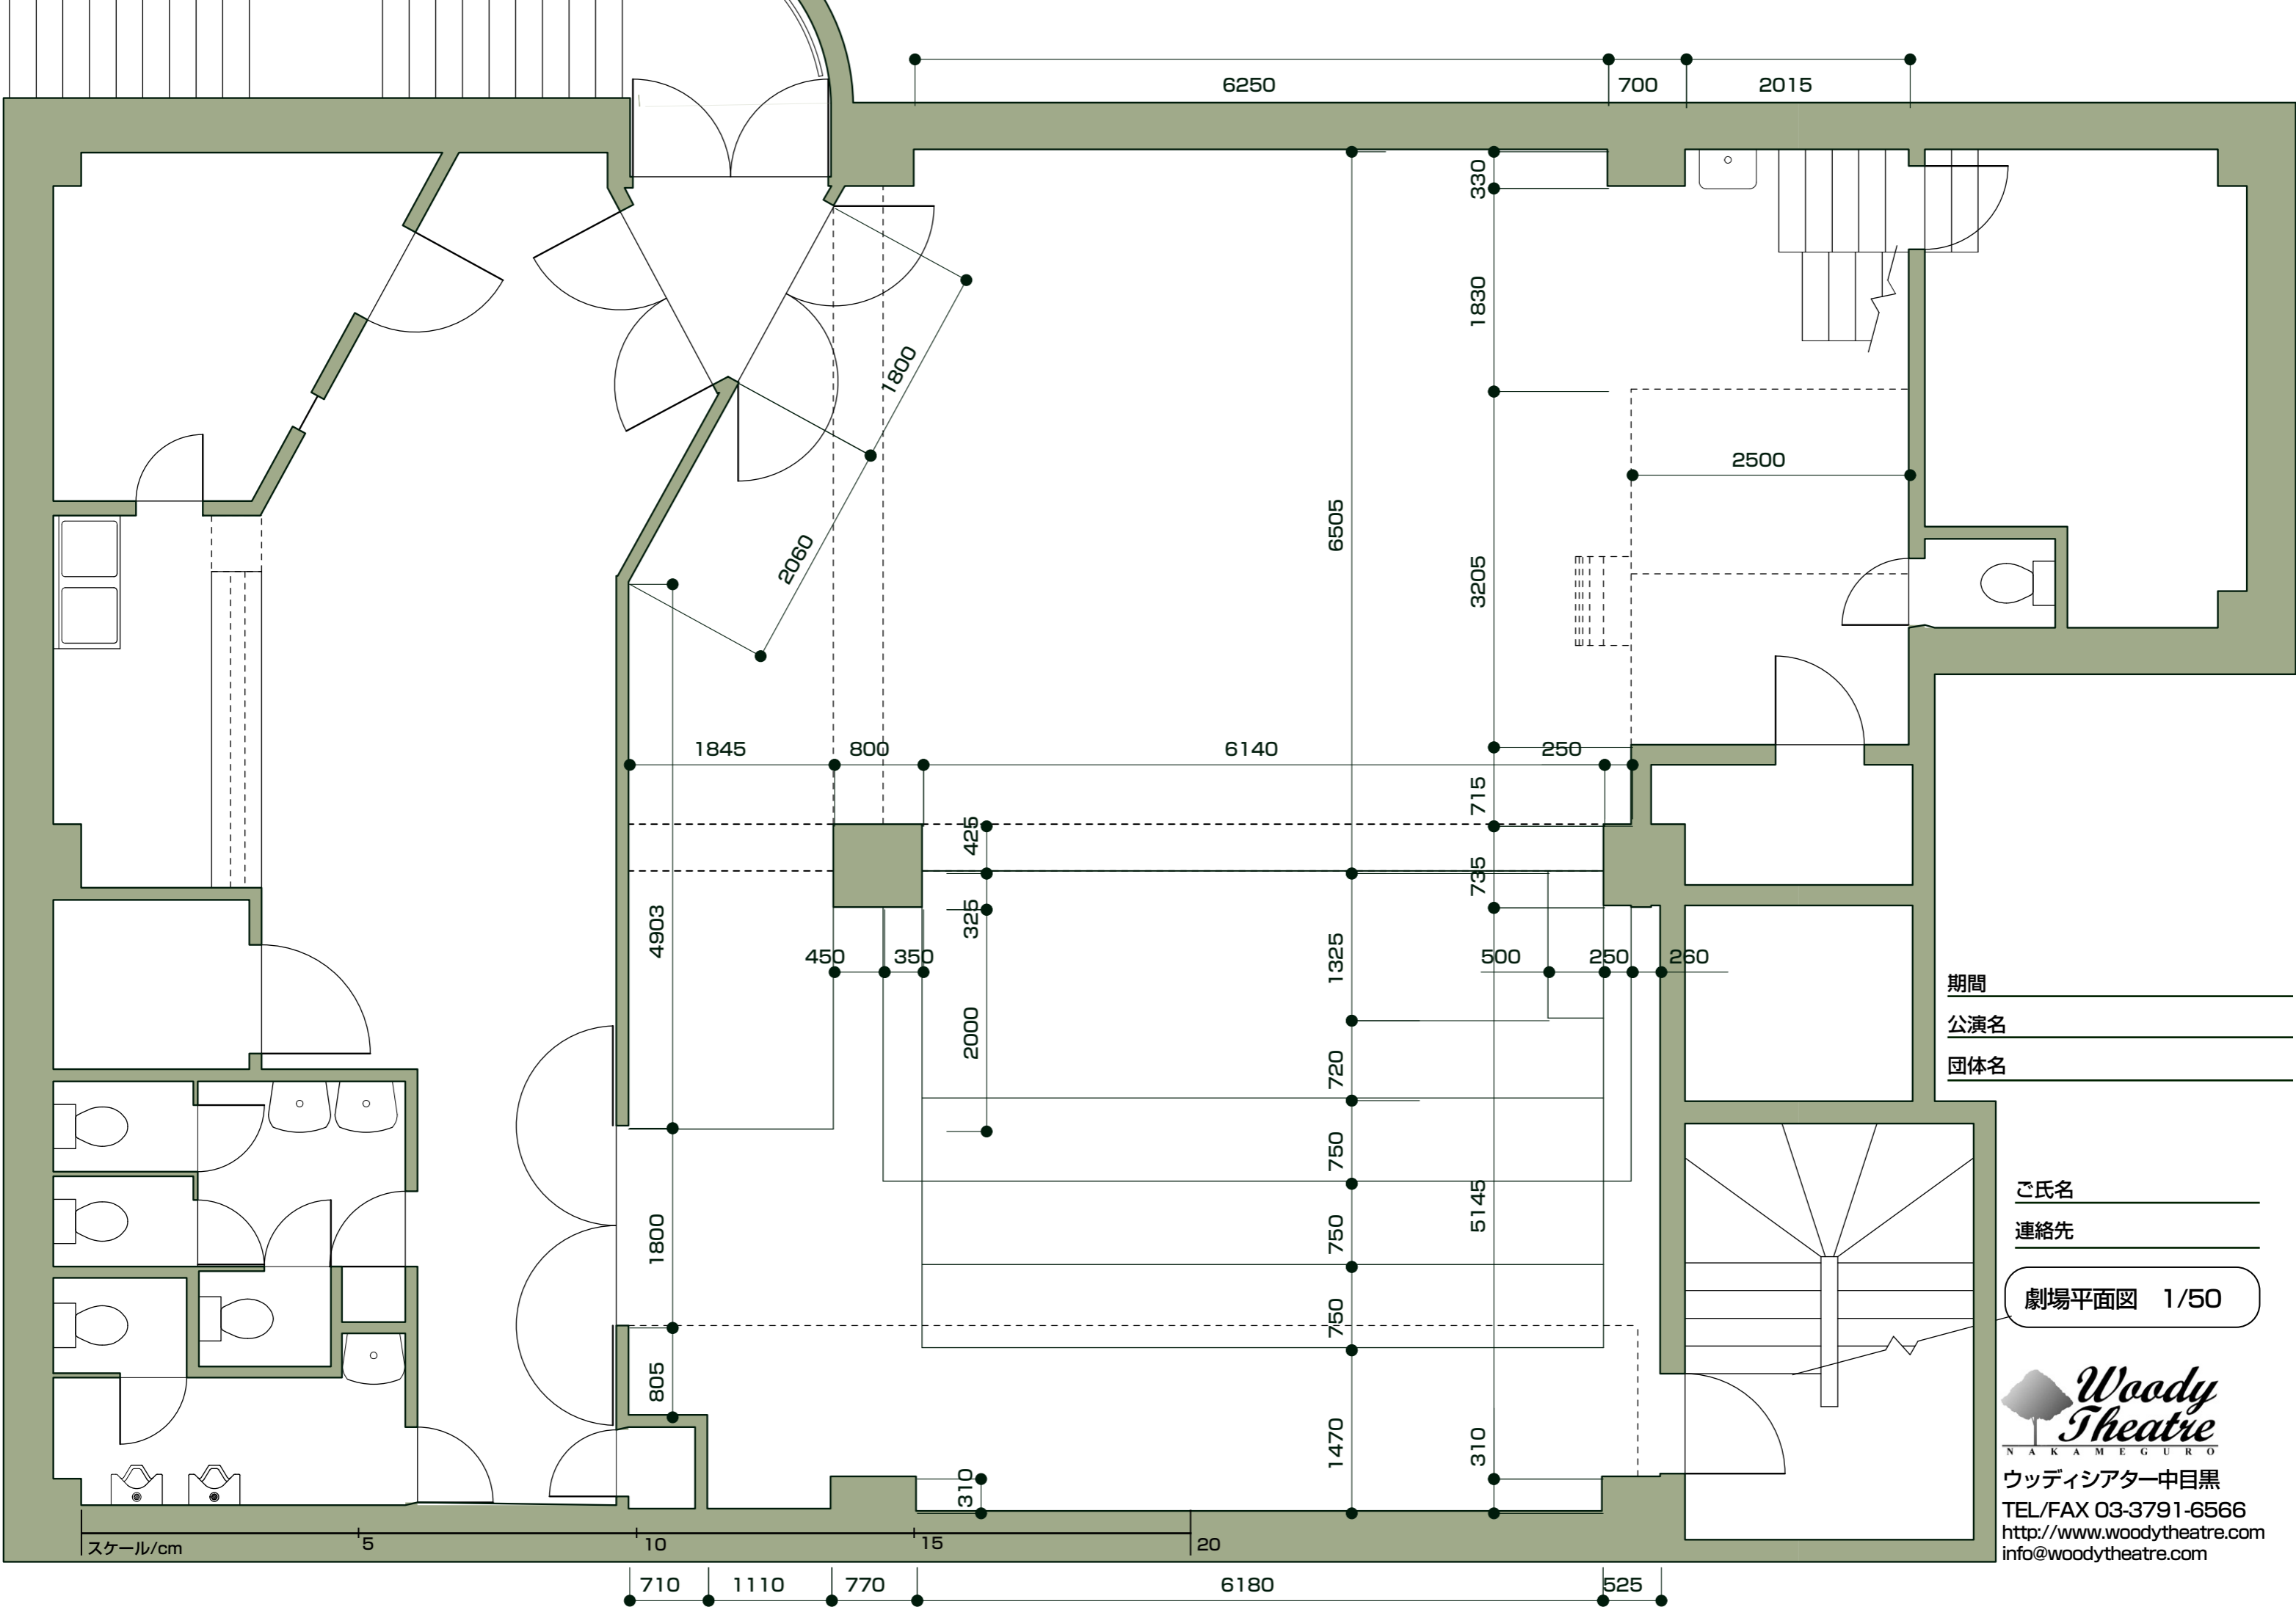 6250 700 2015
330
1830
1800
2500
6505
2060
3205
1845 800 6140 250
715
425
735
325
4903
1325
450 350
500 250 260
2000
720
750
5145
1800
750
750
805
1470
310
310
期間
公演名
団体名
ご氏名
連絡先
劇場平面図 1/50
Woody
Theatre
NAKAMEGURO
ウッディシアター中目黒
TEL/FAX 03-3791-6566
http://www.woodytheatre.com
info@woodytheatre.com
スケール/cm 5 10 15 20
710 1110 770 6180 525